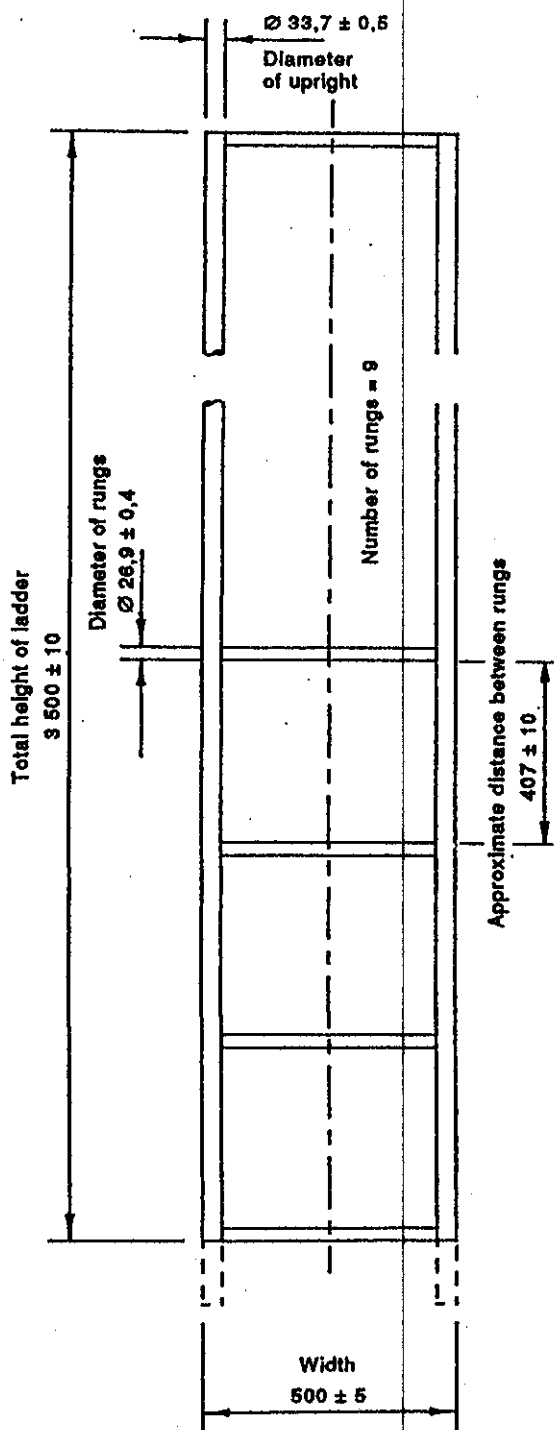 Ø 33,7 ± 0,5
Diameter
of upright
Total height of ladder
3 500 ± 10
Diameter of rungs
Ø 26,9 ± 0,4
Number of rungs = 9
Approximate distance between rungs
407 ± 10
Width
500 ± 5